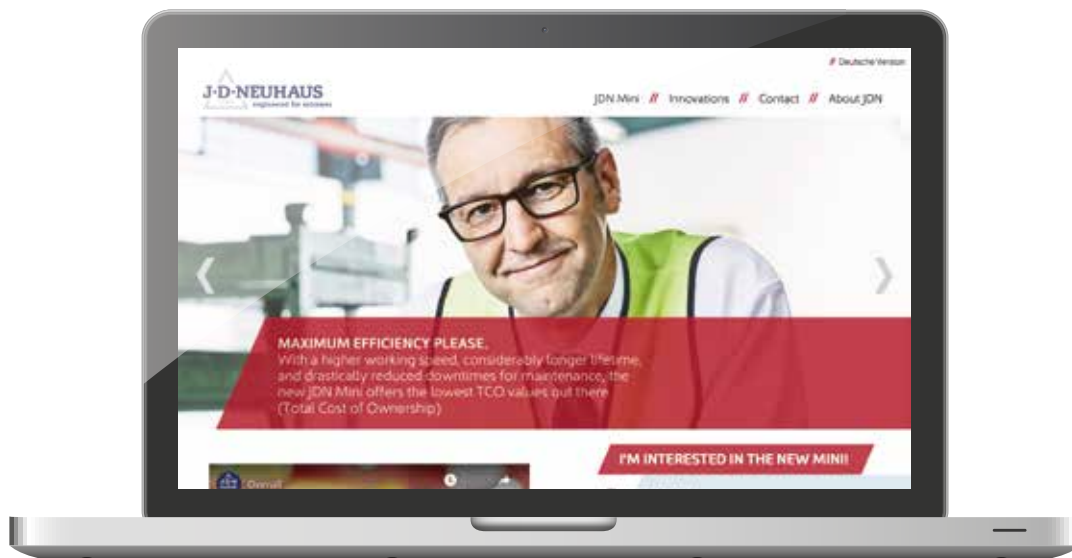 // Deutsche Version
J·D·NEUHAUS
engineered for extremes
JDN Mini // Innovations // Contact // About JDN
MAXIMUM EFFICIENCY PLEASE.
With a higher working speed, considerably longer lifetime,
and drastically reduced downtimes for maintenance, the
new JDN Mini offers the lowest TCO values out there
(Total Cost of Ownership)
I'M INTERESTED IN THE NEW MINI!
Overall